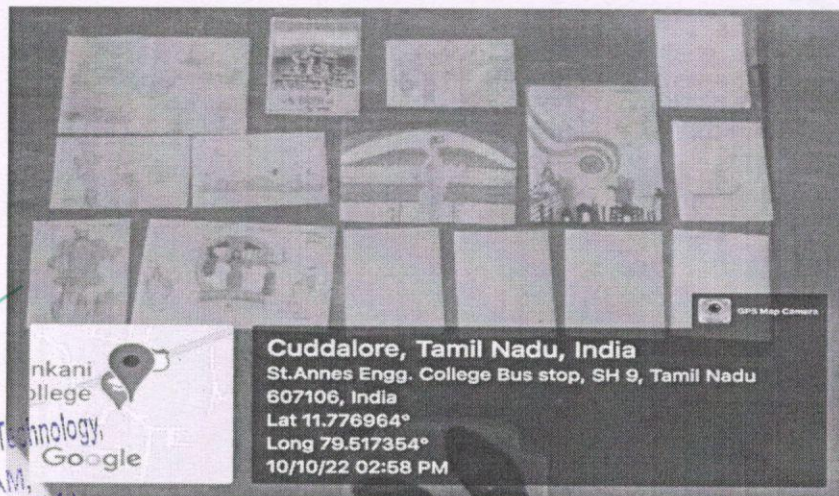 GPS Map Camera
Cuddalore, Tamil Nadu, India
St.Annes Engg. College Bus stop, SH 9, Tamil Nadu
607106, India
Lat 11.776964°
Long 79.517354°
10/10/22 02:58 PM
nkani
ollege
Google
Technology,